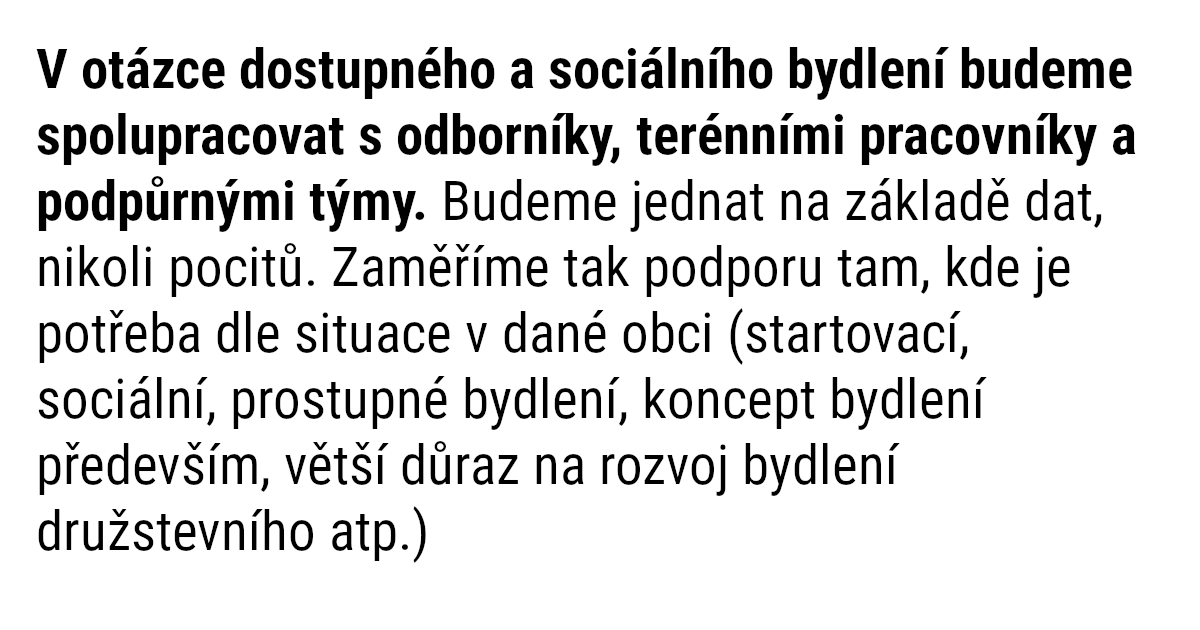 V otázce dostupného a sociálního bydlení budeme
spolupracovat s odborníky, terénními pracovníky a
podpůrnými týmy. Budeme jednat na základě dat,
nikoli pocitů. Zaměříme tak podporu tam, kde je
potřeba dle situace v dané obci (startovací,
sociální, prostupné bydlení, koncept bydlení
především, větší důraz na rozvoj bydlení
družstevního atp.)